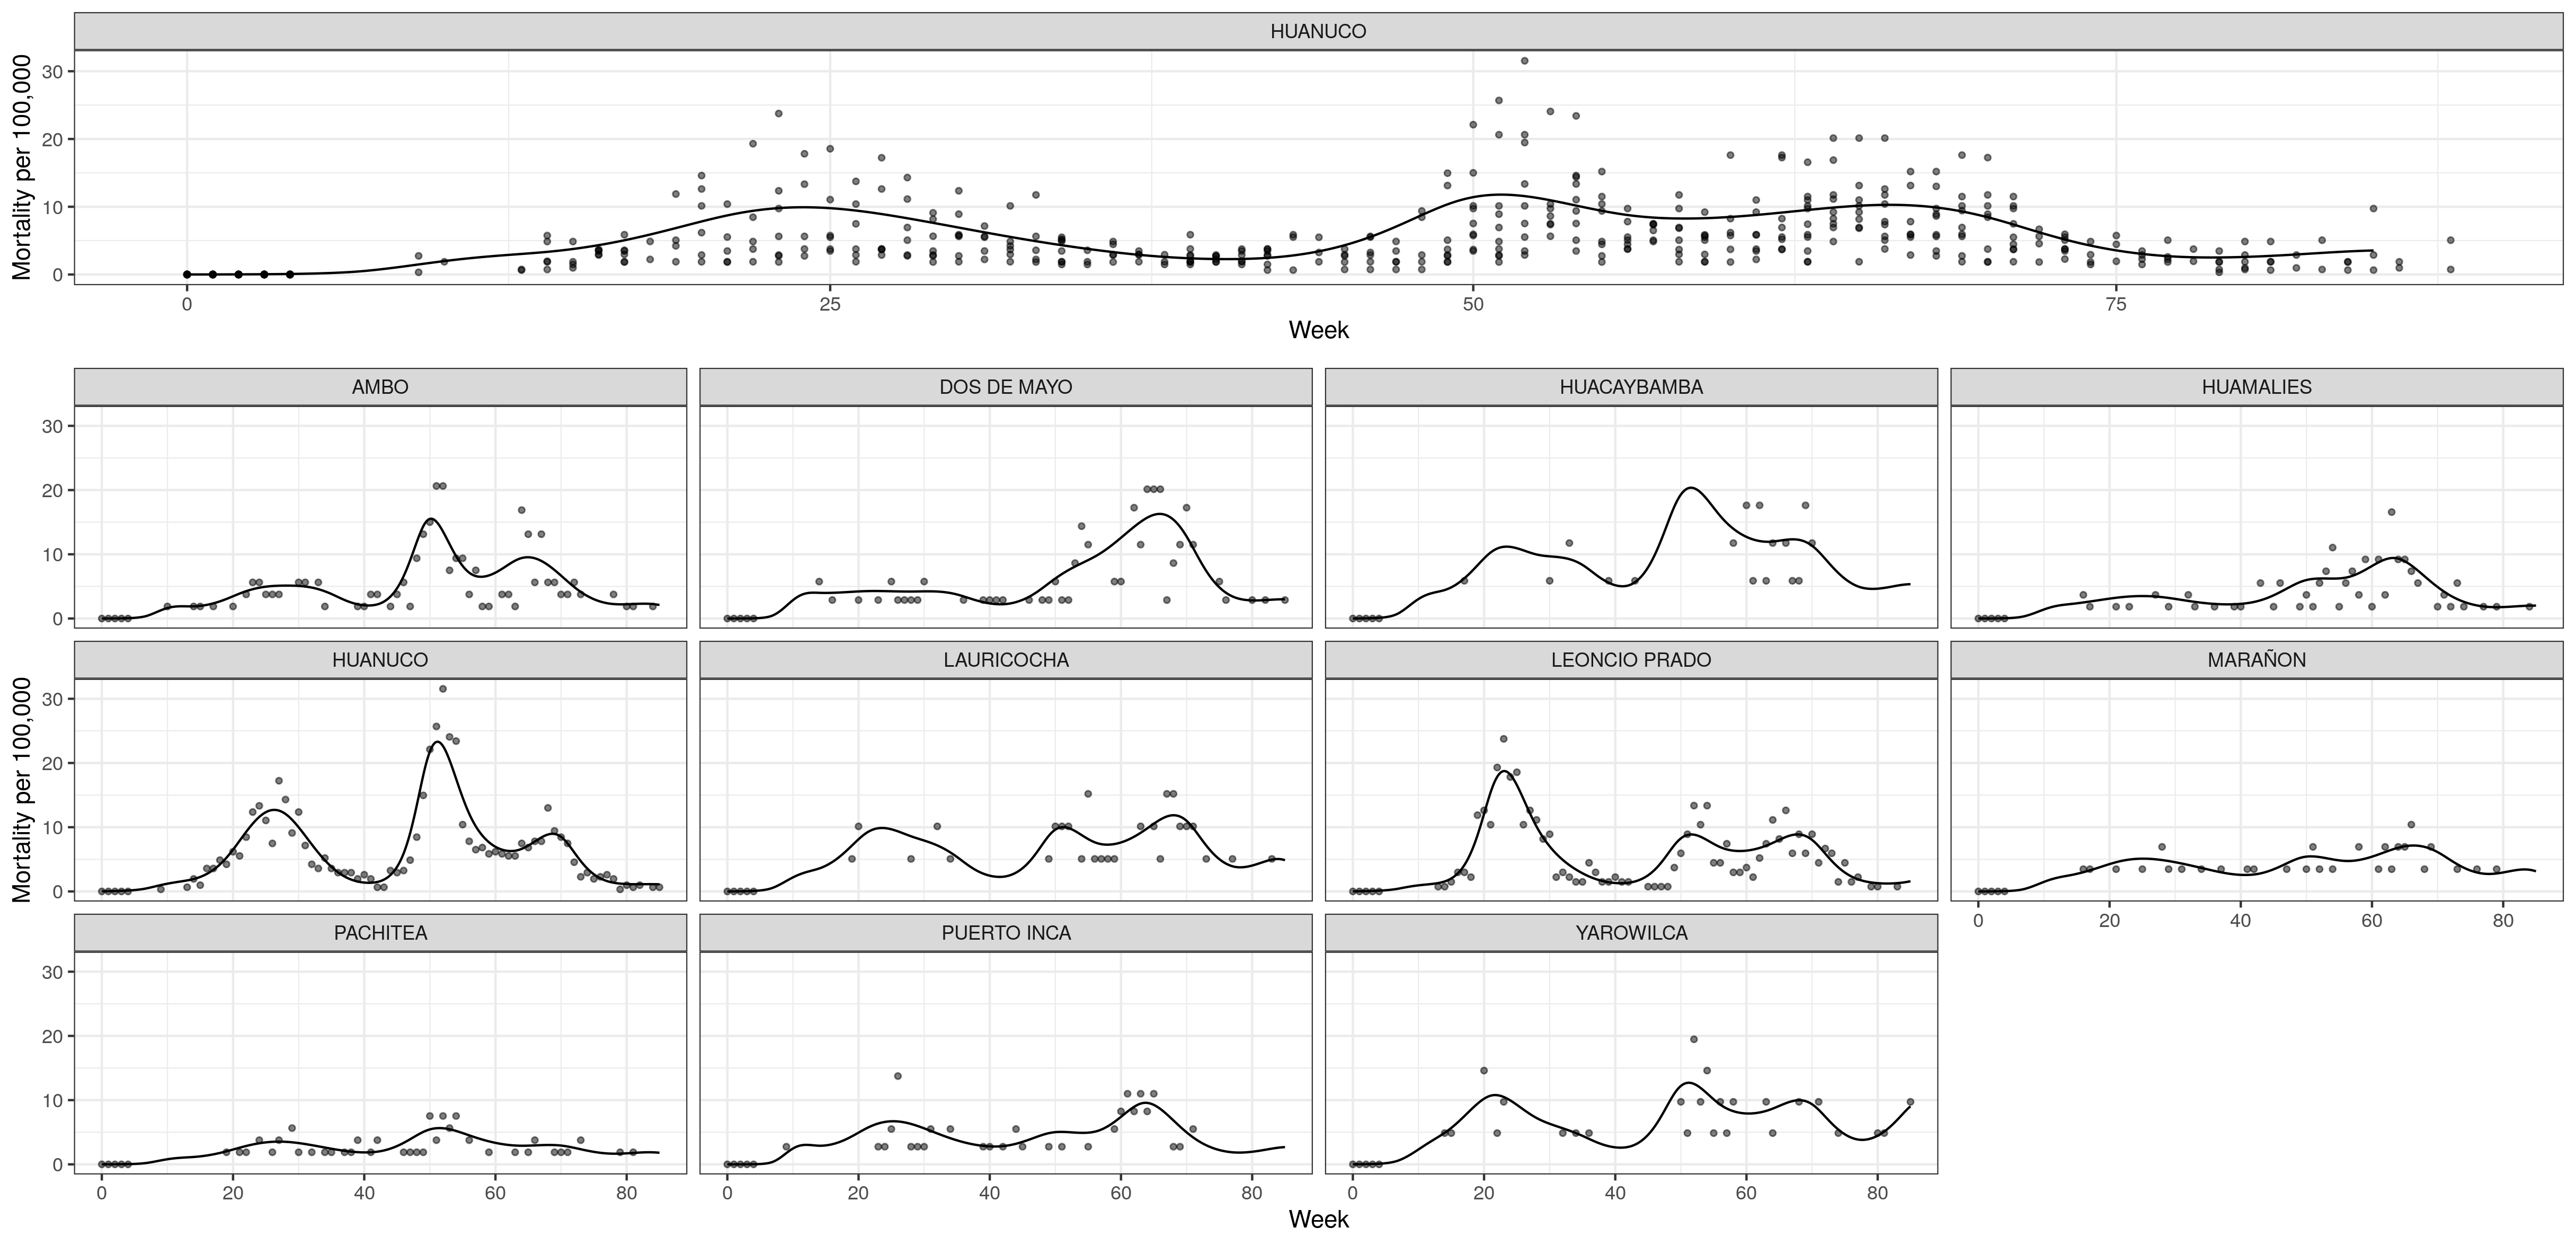 HUANUCO
Mortality per 100,000
30
20
10
0
0 25 50 75
Week
AMBO DOS DE MAYO HUACAYBAMBA HUAMALIES
30
20
10
0
Mortality per 100,000
HUANUCO LAURICOCHA LEONCIO PRADO MARAÑON
30
20
10
0
0 20 40 60 80
PACHITEA PUERTO INCA YAROWILCA
30
20
10
0
0 20 40 60 80 0 20 40 60 80 0 20 40 60 80
Week